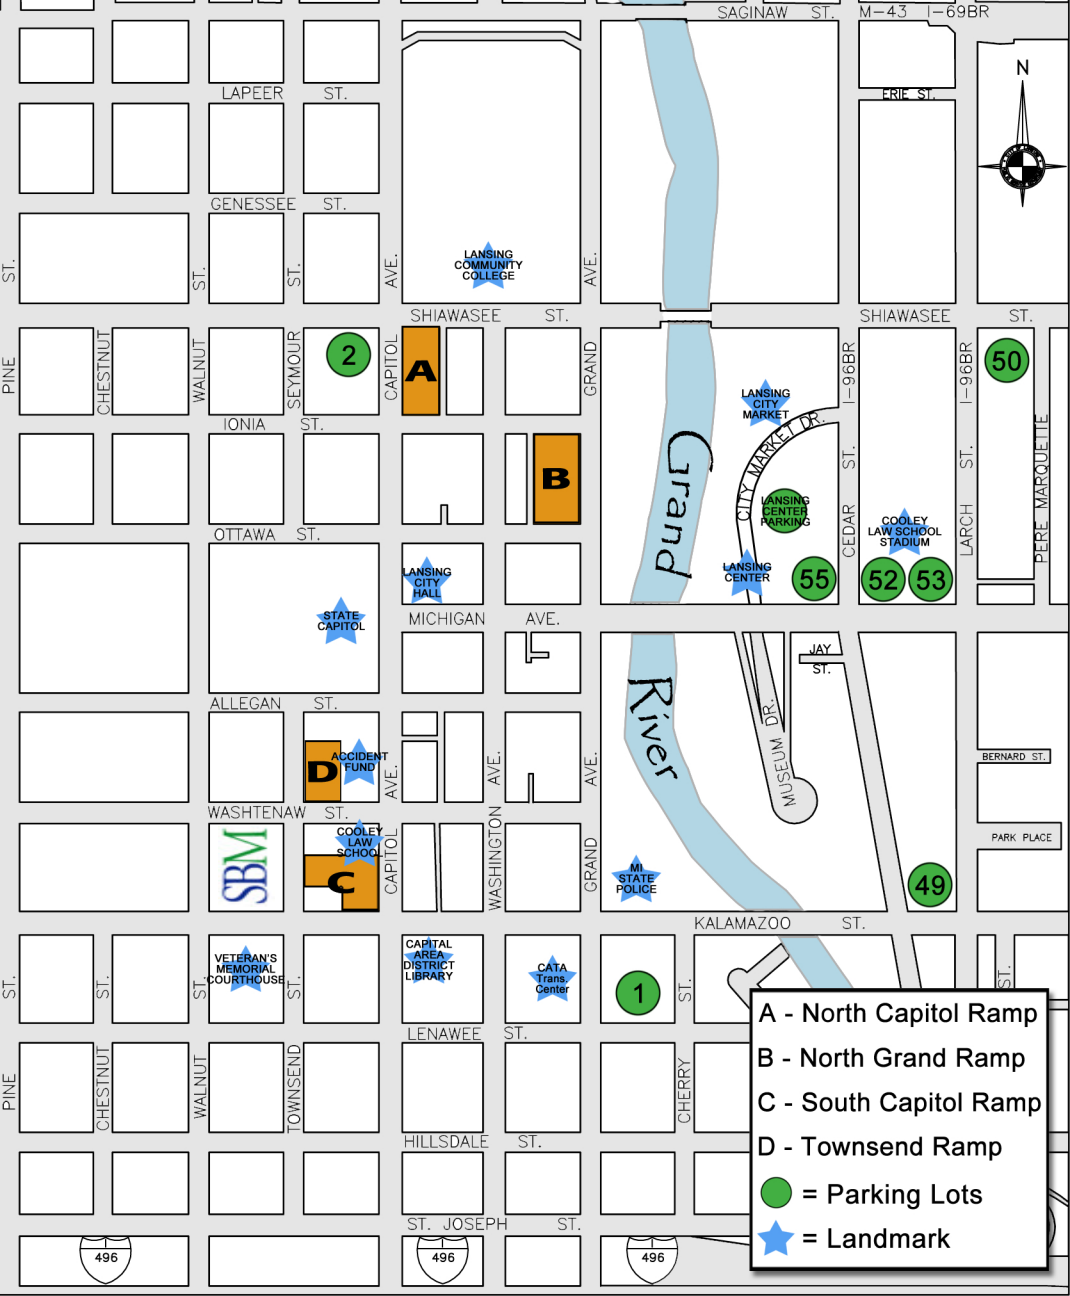 SAGINAW ST. M-43 I-69BR
LAPEER ST.
ERIE ST.
N
GENESSEE ST.
ST.
ST.
ST.
AVE.
AVE.
LANSING
COMMUNITY
COLLEGE
SHIAWASEE ST.
SHIAWASEE ST.
PINE
CHESTNUT
WALNUT
SEYMOUR
2
CAPITOL
A
GRAND
LANSING
CITY
MARKET
I-96BR
I-96BR
50
IONIA ST.
CITY MARKET DR.
B
Grand
LANSING
CENTER
PARKING
ST.
CEDAR
ST.
LARCH
PERE MARQUETTE
COOLEY
LAW SCHOOL
STADIUM
OTTAWA ST.
LANSING
CITY
HALL
LANSING
CENTER
55
52
53
STATE
CAPITOL
MICHIGAN AVE.
JAY
ST.
ALLEGAN ST.
River
MUSEUM DR.
BERNARD ST.
D
ACCIDENT
FUND
AVE.
AVE.
AVE.
WASHTENAW ST.
SBM
COOLEY
LAW
SCHOOL
C
CAPITOL
WASHINGTON
GRAND
PARK PLACE
MI
STATE
POLICE
49
KALAMAZOO ST.
ST.
ST.
ST.
ST.
VETERAN'S
MEMORIAL
COURTHOUSE
CAPITAL
AREA
DISTRICT
LIBRARY
CATA
Trans.
Center
1
ST.
ST.
LENAWEE ST.
PINE
CHESTNUT
WALNUT
TOWNSEND
CHERRY
HILLSDALE ST.
ST. JOSEPH ST.
496
496
496
A - North Capitol Ramp
B - North Grand Ramp
C - South Capitol Ramp
D - Townsend Ramp
= Parking Lots
= Landmark